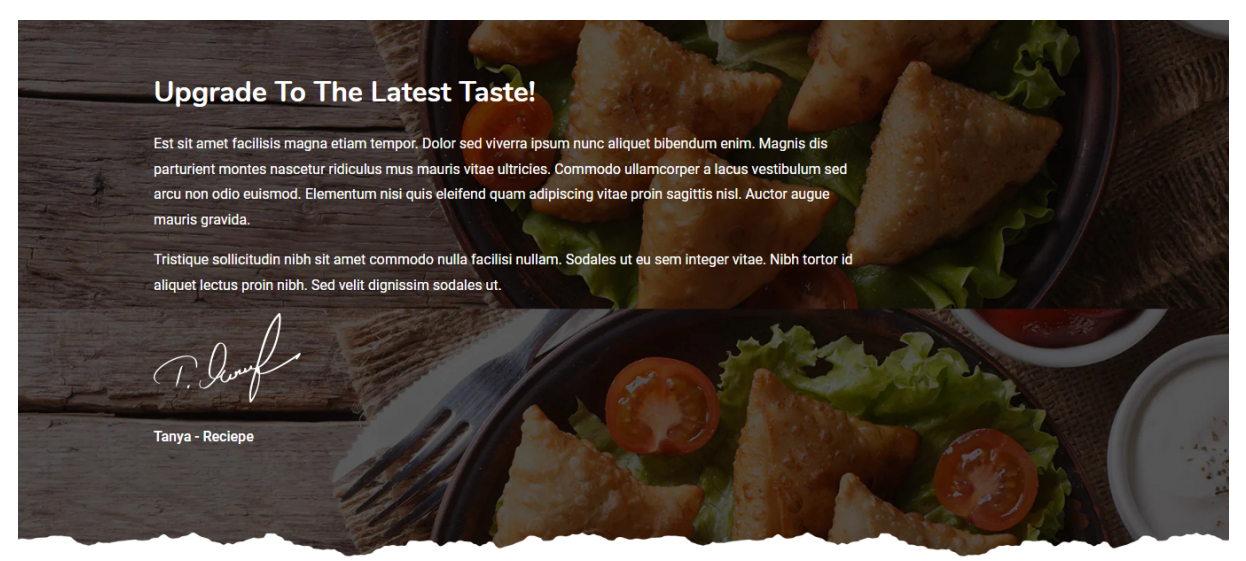 Upgrade To The Latest Taste!
Est sit amet facilisis magna etiam tempor. Dolor sed viverra ipsum nunc aliquet bibendum enim. Magnis dis
parturient montes nascetur ridiculus mus mauris vitae ultricies. Commodo ullamcorper a lacus vestibulum sed
arcu non odio euismod. Elementum nisi quis eleifend quam adipiscing vitae proin sagittis nisl. Auctor augue
mauris gravida.
Tristique sollicitudin nibh sit amet commodo nulla facilisi nullam. Sodales ut eu sem integer vitae. Nibh tortor id
aliquet lectus proin nibh. Sed velit dignissim sodales ut.
T.
Tanya - Reciepe